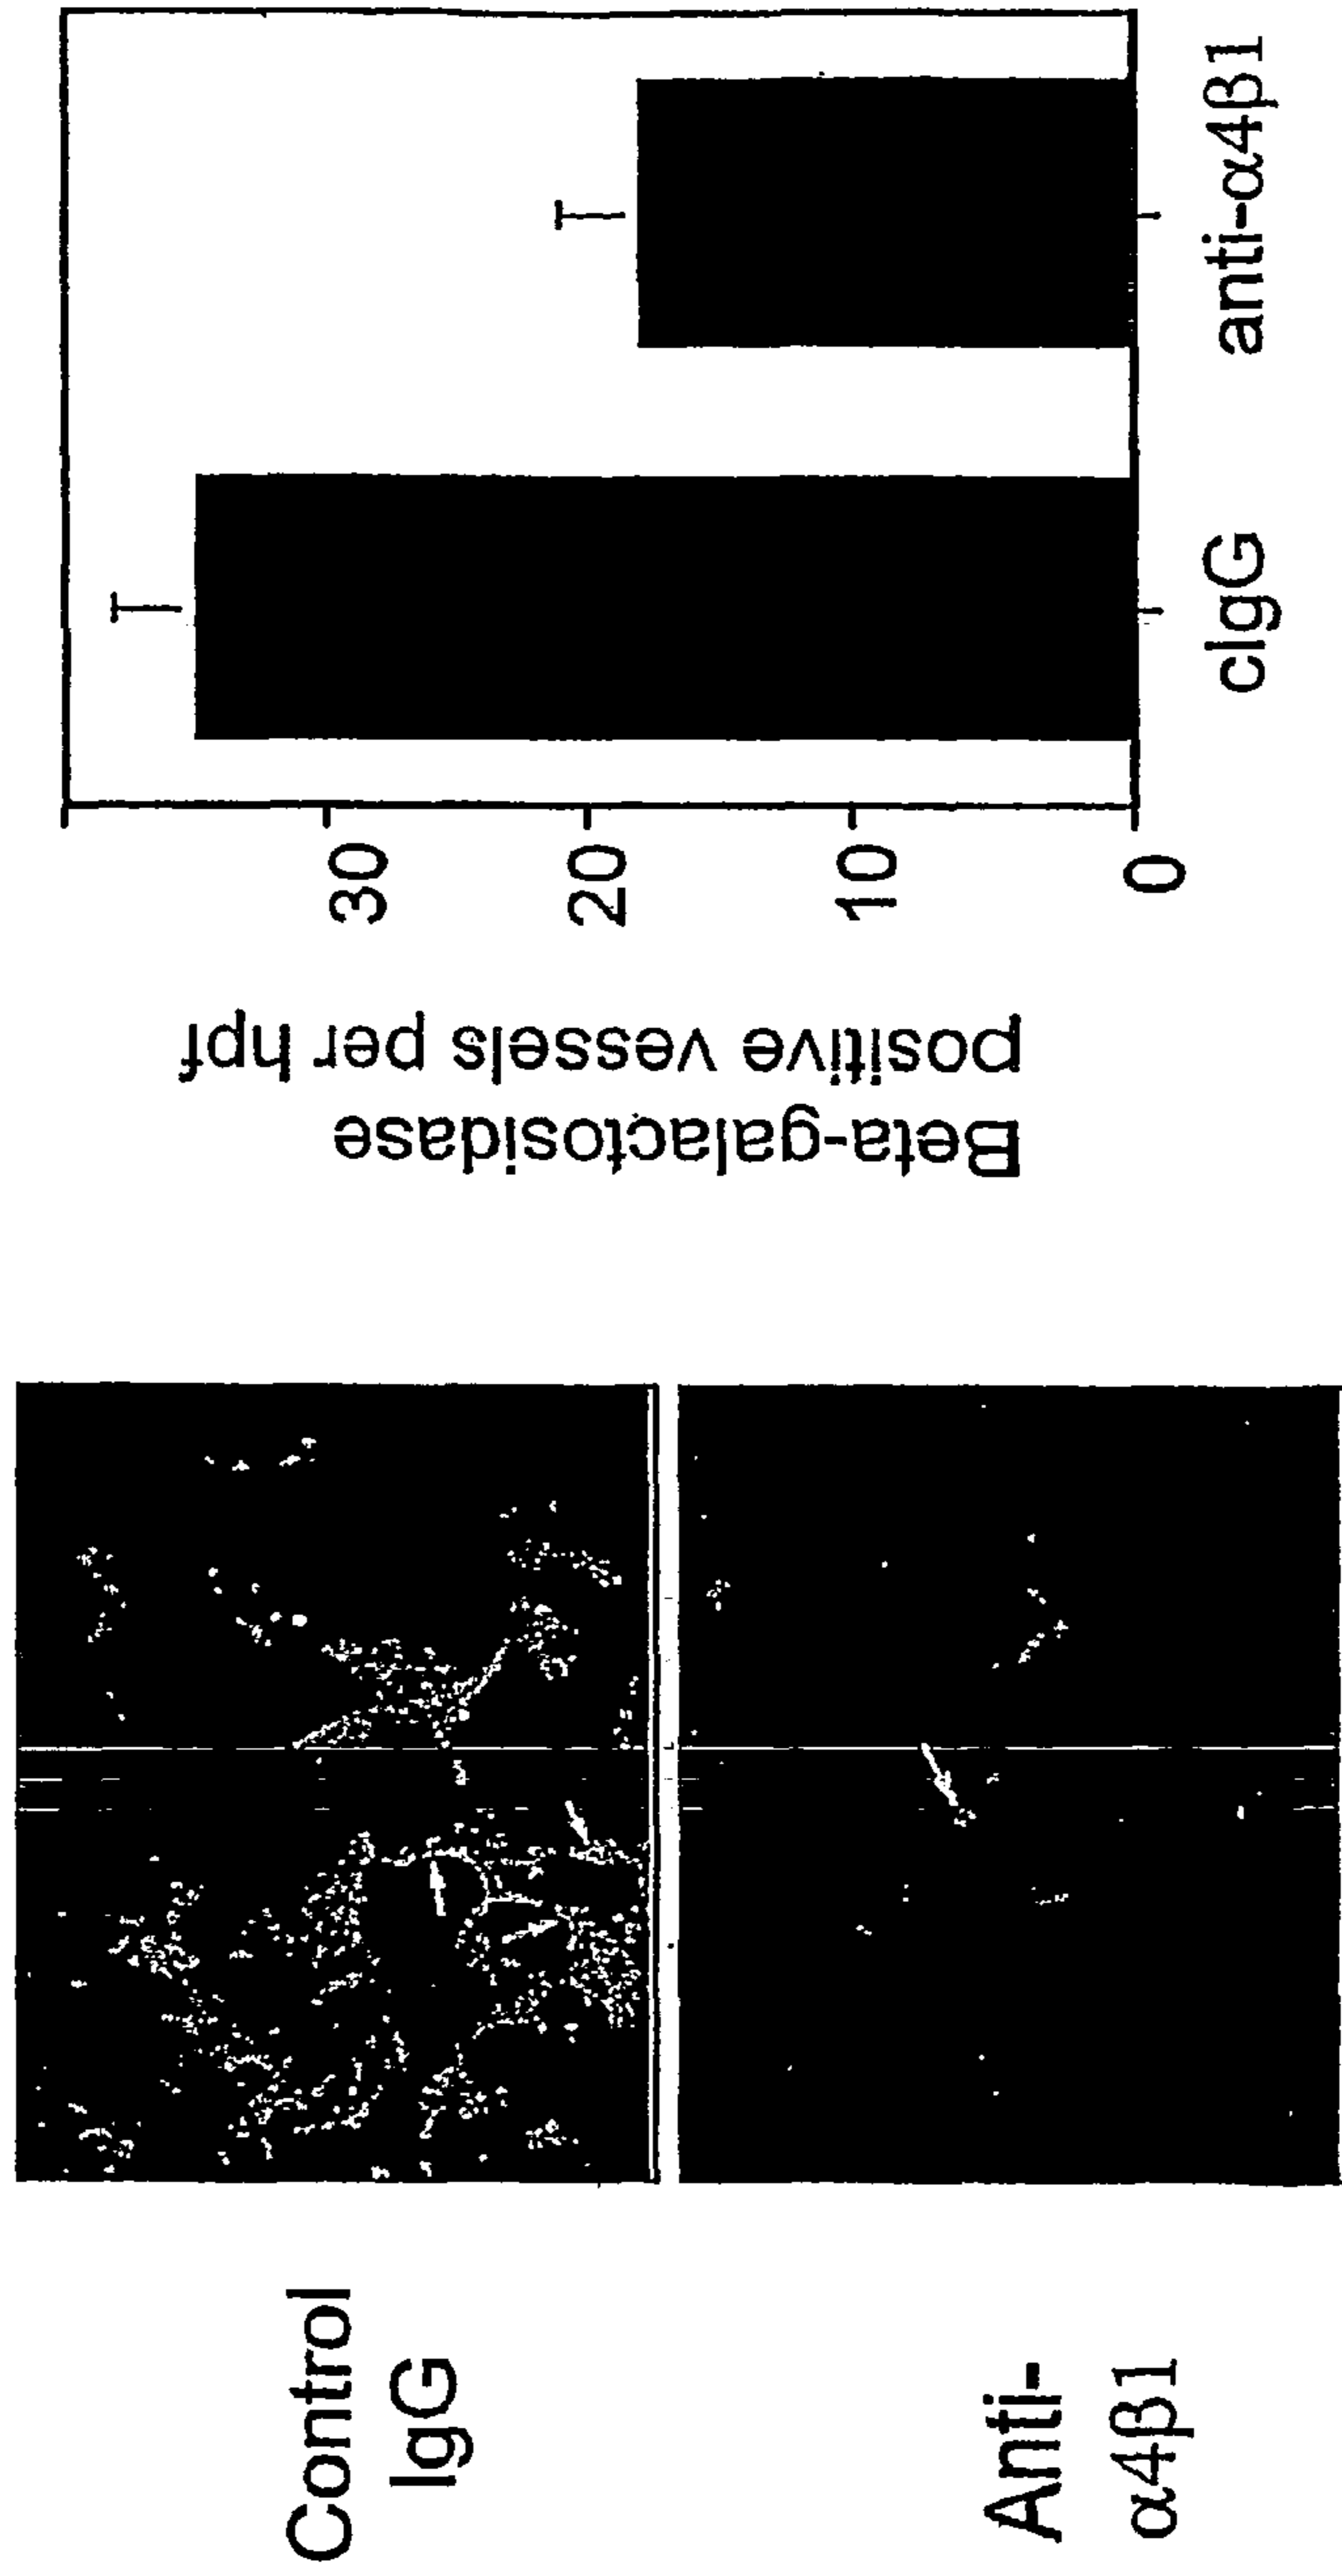 Control
IgG
Anti-
α4β1
Beta-galactosidase
positive vessels per hpf
30
20
10
0
cIgG
anti-α4β1